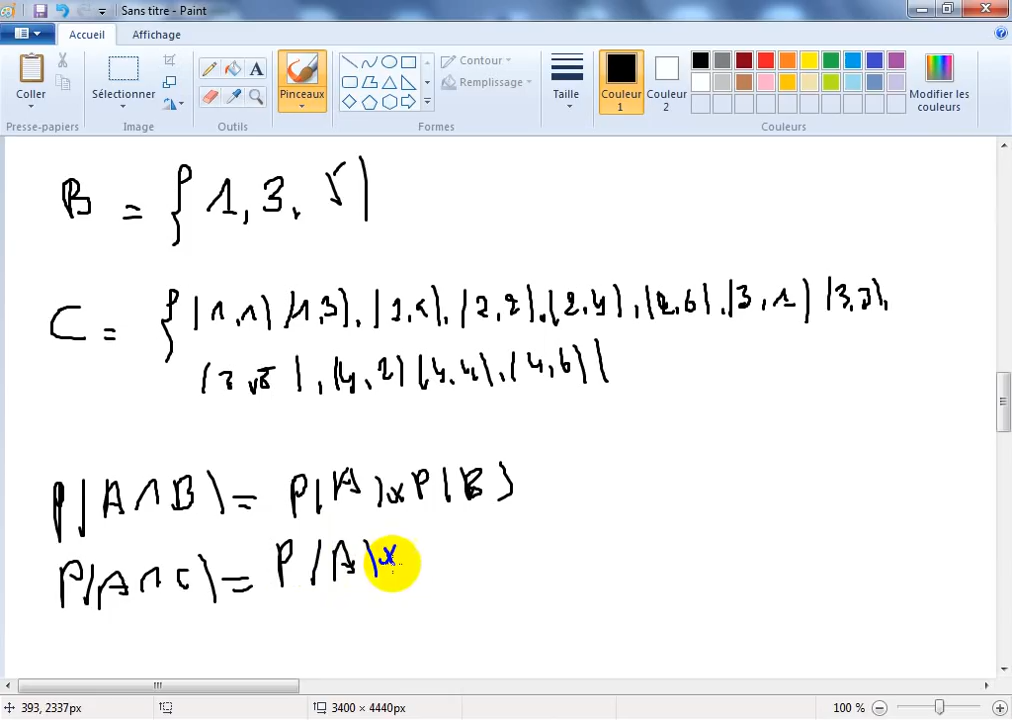 Sans titre - Paint
Accueil Affichage
Coller
Sélectionner
Pinceaux
Contour
Remplissage
Taille
Couleur 1
Couleur 2
Modifier les couleurs
Presse-papiers Image Outils Formes Couleurs
B = { 1, 3, 5 }
C = { (1,1) (1,3), (1,5), (2,2), (2,4), (2,6), (3,1) (3,3),
(3,5), (4,2) (4,4), (4,6) }
P(A∩B) = P(A) x P(B)
P(A∩C) = P(A) x
393, 2337px 3400 × 4440px 100 %